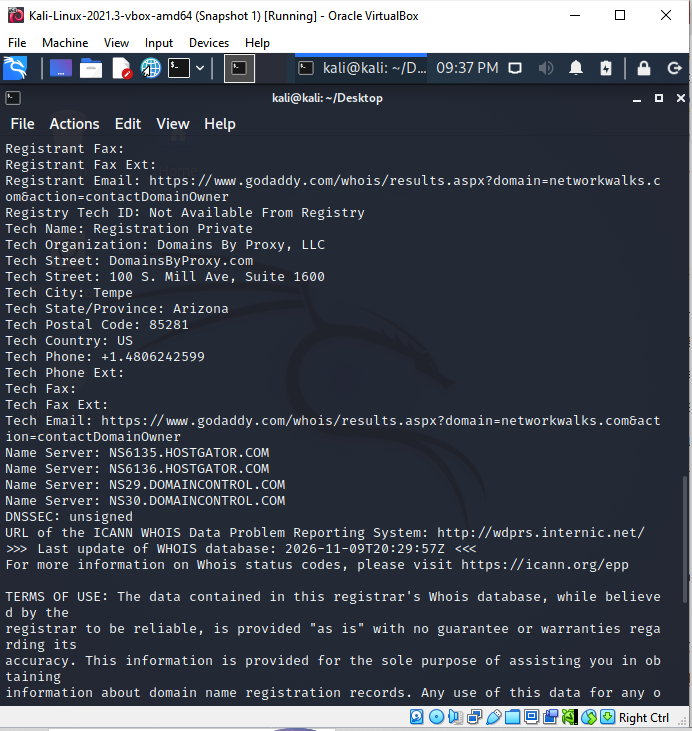 Kali-Linux-2021.3-vbox-amd64 (Snapshot 1) [Running] - Oracle VirtualBox
File Machine View Input Devices Help
kali@kali: ~/D... 09:37 PM
kali@kali: ~/Desktop
File Actions Edit View Help
Registrant Fax:
Registrant Fax Ext:
Registrant Email: https://www.godaddy.com/whois/results.aspx?domain=networkwalks.c
om&action=contactDomainOwner
Registry Tech ID: Not Available From Registry
Tech Name: Registration Private
Tech Organization: Domains By Proxy, LLC
Tech Street: DomainsByProxy.com
Tech Street: 100 S. Mill Ave, Suite 1600
Tech City: Tempe
Tech State/Province: Arizona
Tech Postal Code: 85281
Tech Country: US
Tech Phone: +1.4806242599
Tech Phone Ext:
Tech Fax:
Tech Fax Ext:
Tech Email: https://www.godaddy.com/whois/results.aspx?domain=networkwalks.com&act
ion=contactDomainOwner
Name Server: NS6135.HOSTGATOR.COM
Name Server: NS6136.HOSTGATOR.COM
Name Server: NS29.DOMAINCONTROL.COM
Name Server: NS30.DOMAINCONTROL.COM
DNSSEC: unsigned
URL of the ICANN WHOIS Data Problem Reporting System: http://wdprs.internic.net/
>>> Last update of WHOIS database: 2026-11-09T20:29:57Z <<<
For more information on Whois status codes, please visit https://icann.org/epp
TERMS OF USE: The data contained in this registrar's Whois database, while believe
d by the
registrar to be reliable, is provided "as is" with no guarantee or warranties rega
rding its
accuracy. This information is provided for the sole purpose of assisting you in ob
taining
information about domain name registration records. Any use of this data for any o
Right Ctrl